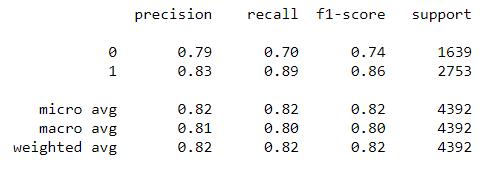 precision recall f1-score support
0 0.79 0.70 0.74 1639
1 0.83 0.89 0.86 2753
micro avg 0.82 0.82 0.82 4392
macro avg 0.81 0.80 0.80 4392
weighted avg 0.82 0.82 0.82 4392